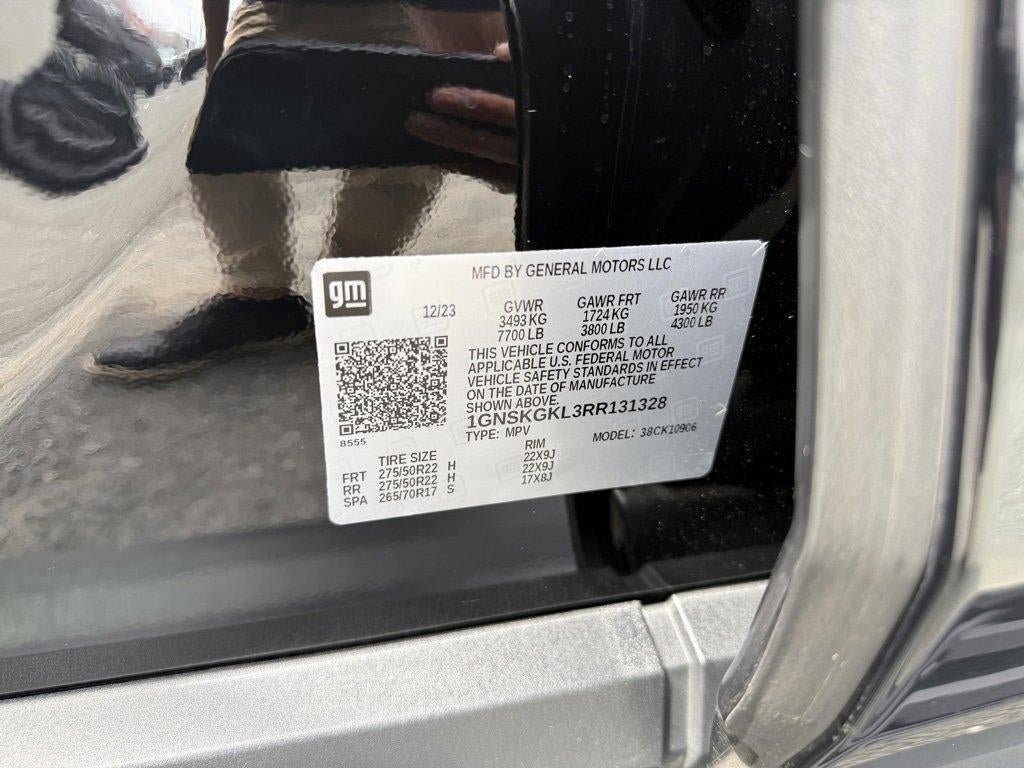 MFD BY GENERAL MOTORS LLC
gm
12/23 GVWR GAWR FRT GAWR RR
3493 KG 1724 KG 1950 KG
7700 LB 3800 LB 4300 LB
THIS VEHICLE CONFORMS TO ALL
APPLICABLE U.S. FEDERAL MOTOR
VEHICLE SAFETY STANDARDS IN EFFECT
ON THE DATE OF MANUFACTURE
SHOWN ABOVE.
1GNSKGKL3RR131328
8555
TYPE: MPV MODEL: 38CK10906
TIRE SIZE RIM
FRT 275/50R22 H 22X9J
RR 275/50R22 H 22X9J
SPA 265/70R17 S 17X8J